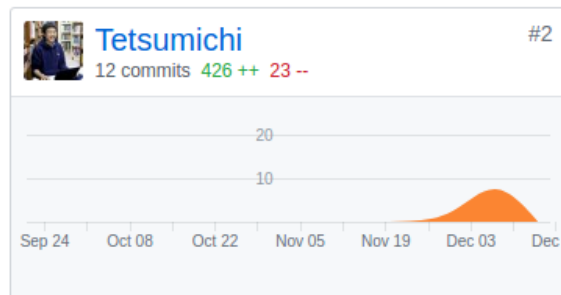 Tetsumichi
#2
12 commits 426 ++ 23 --
20
10
Sep 24 Oct 08 Oct 22 Nov 05 Nov 19 Dec 03 Dec